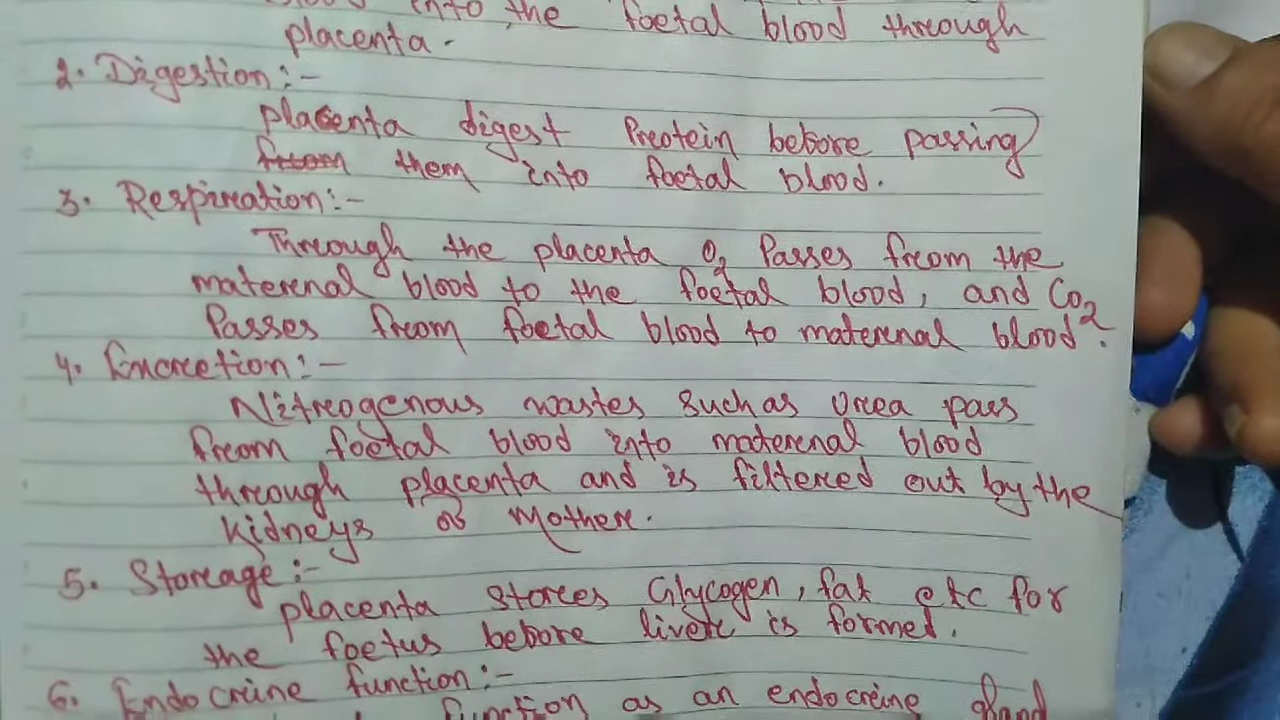 into the foetal blood through
placenta.
2. Digestion :-
placenta digest Protein before passing
them into foetal blood.
3. Respiration:-
Through the placenta O2 Passes from the
maternal blood to the foetal blood, and CO2
Passes from foetal blood to maternal blood.
4. Excretion:-
Nitrogenous wastes such as Urea pass
from foetal blood into maternal blood
through placenta and is filtered out by the
kidneys of Mother.
5. Storage:-
placenta stores Glycogen, fat etc for
the foetus before liver is formed.
6. Endocrine function:-
function as an endocrine gland